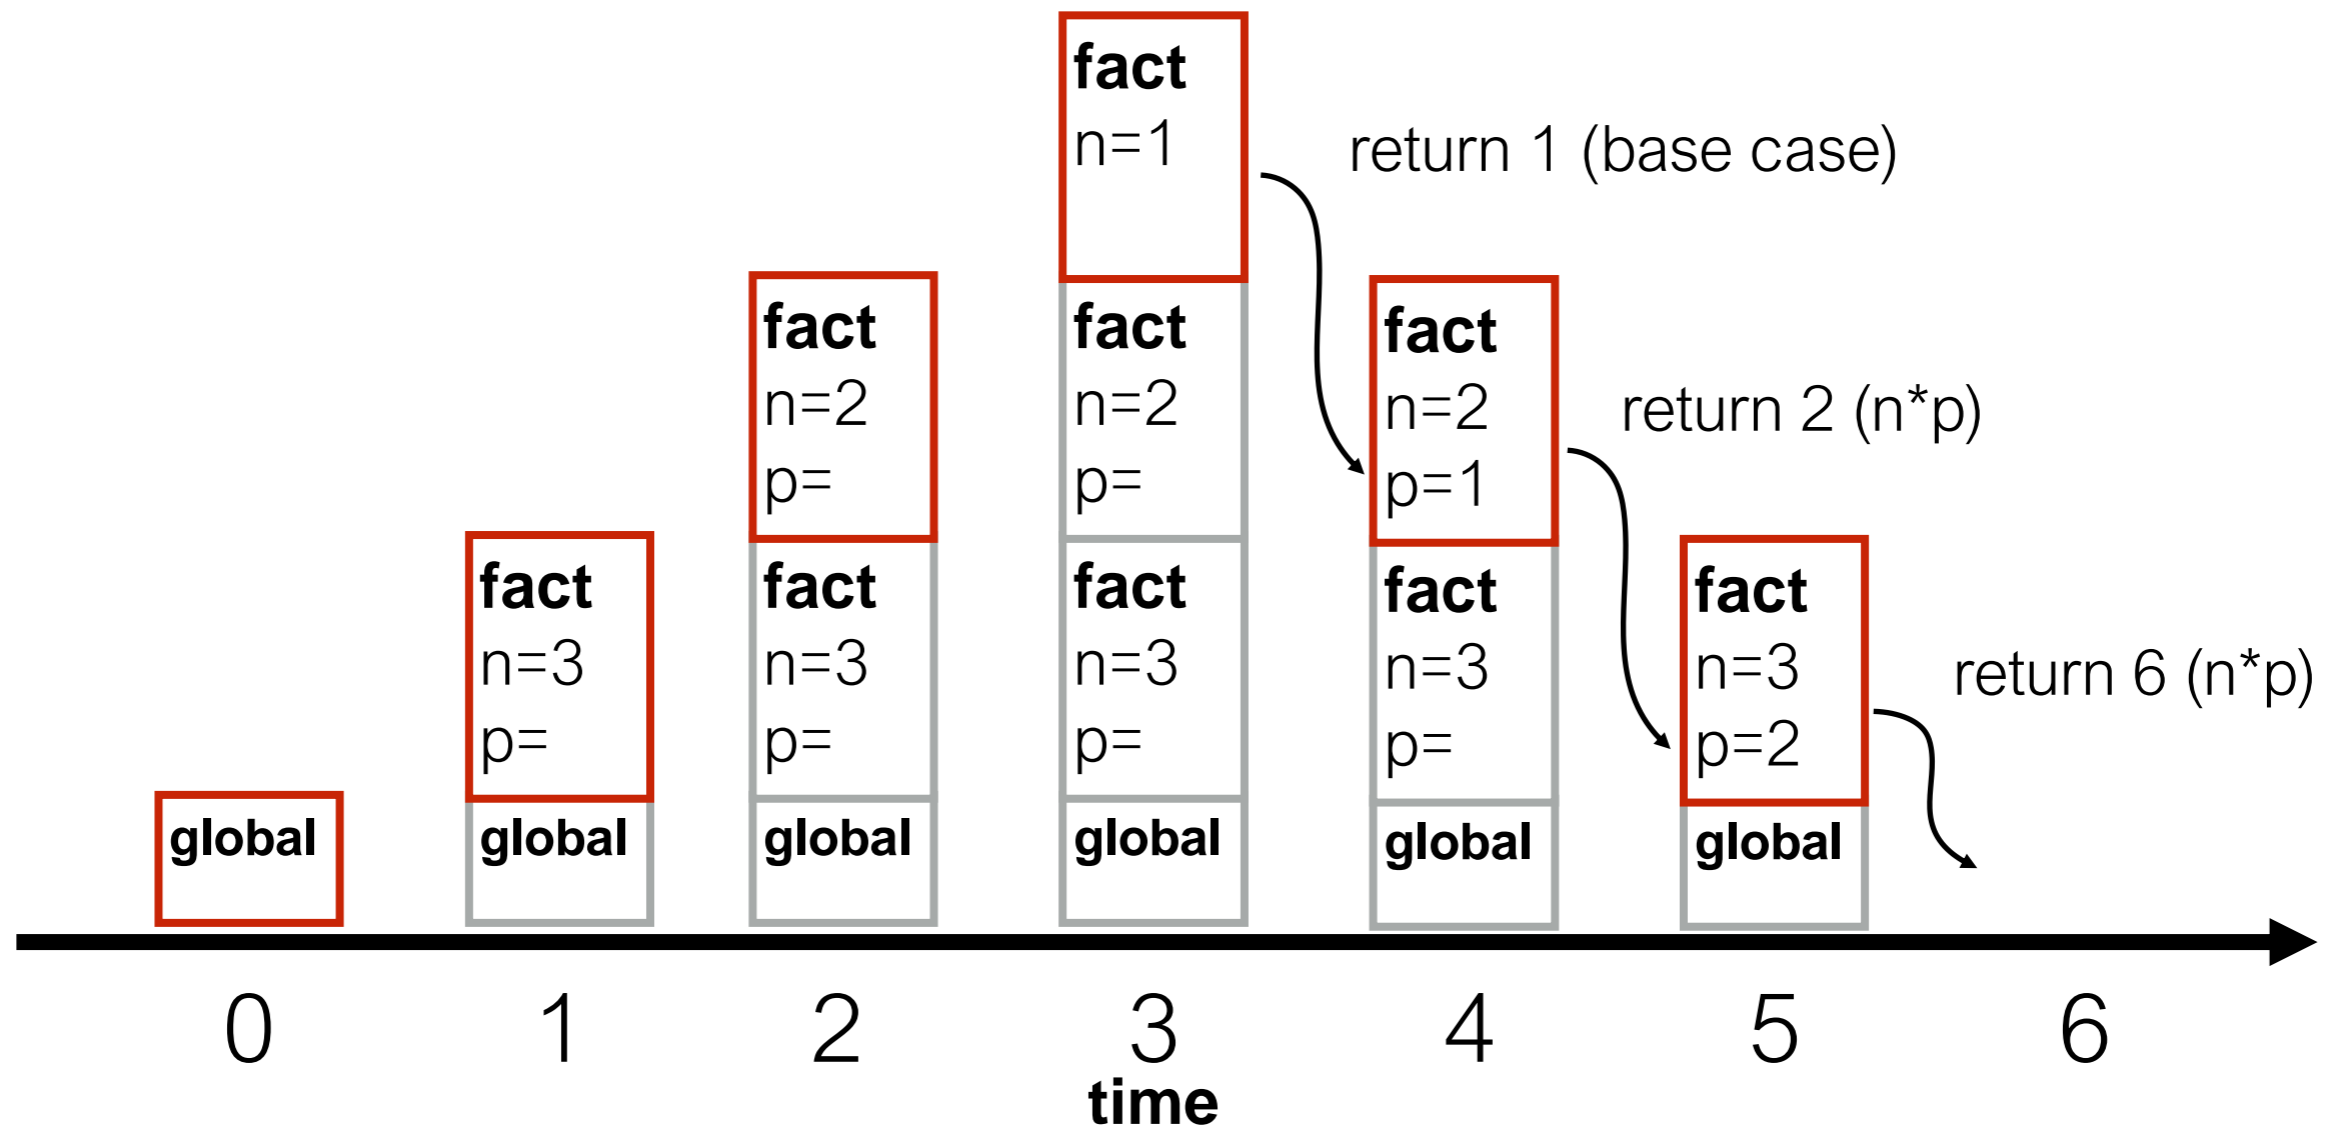 global
fact
n=3
p=
global
fact
n=2
p=
fact
n=3
p=
global
fact
n=1
fact
n=2
p=
fact
n=3
p=
global
return 1 (base case)
fact
n=2
p=1
fact
n=3
p=
global
return 2 (n*p)
fact
n=3
p=2
global
return 6 (n*p)
0 1 2 3 4 5 6
time